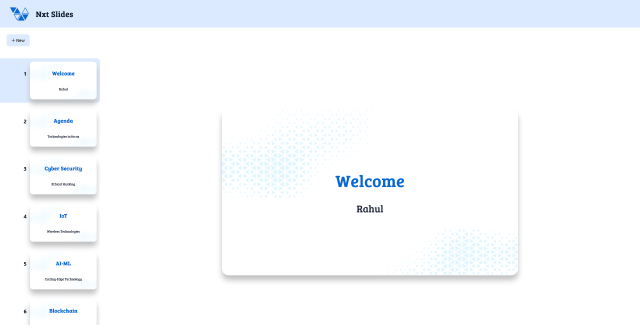 Nxt Slides
+ New
1
Welcome
Rahul
2
Agenda
Technologies in focus
3
Cyber Security
Ethical Hacking
4
IoT
Wireless Technologies
5
AI-ML
Cutting-Edge Technology
6
Blockchain
Welcome
Rahul